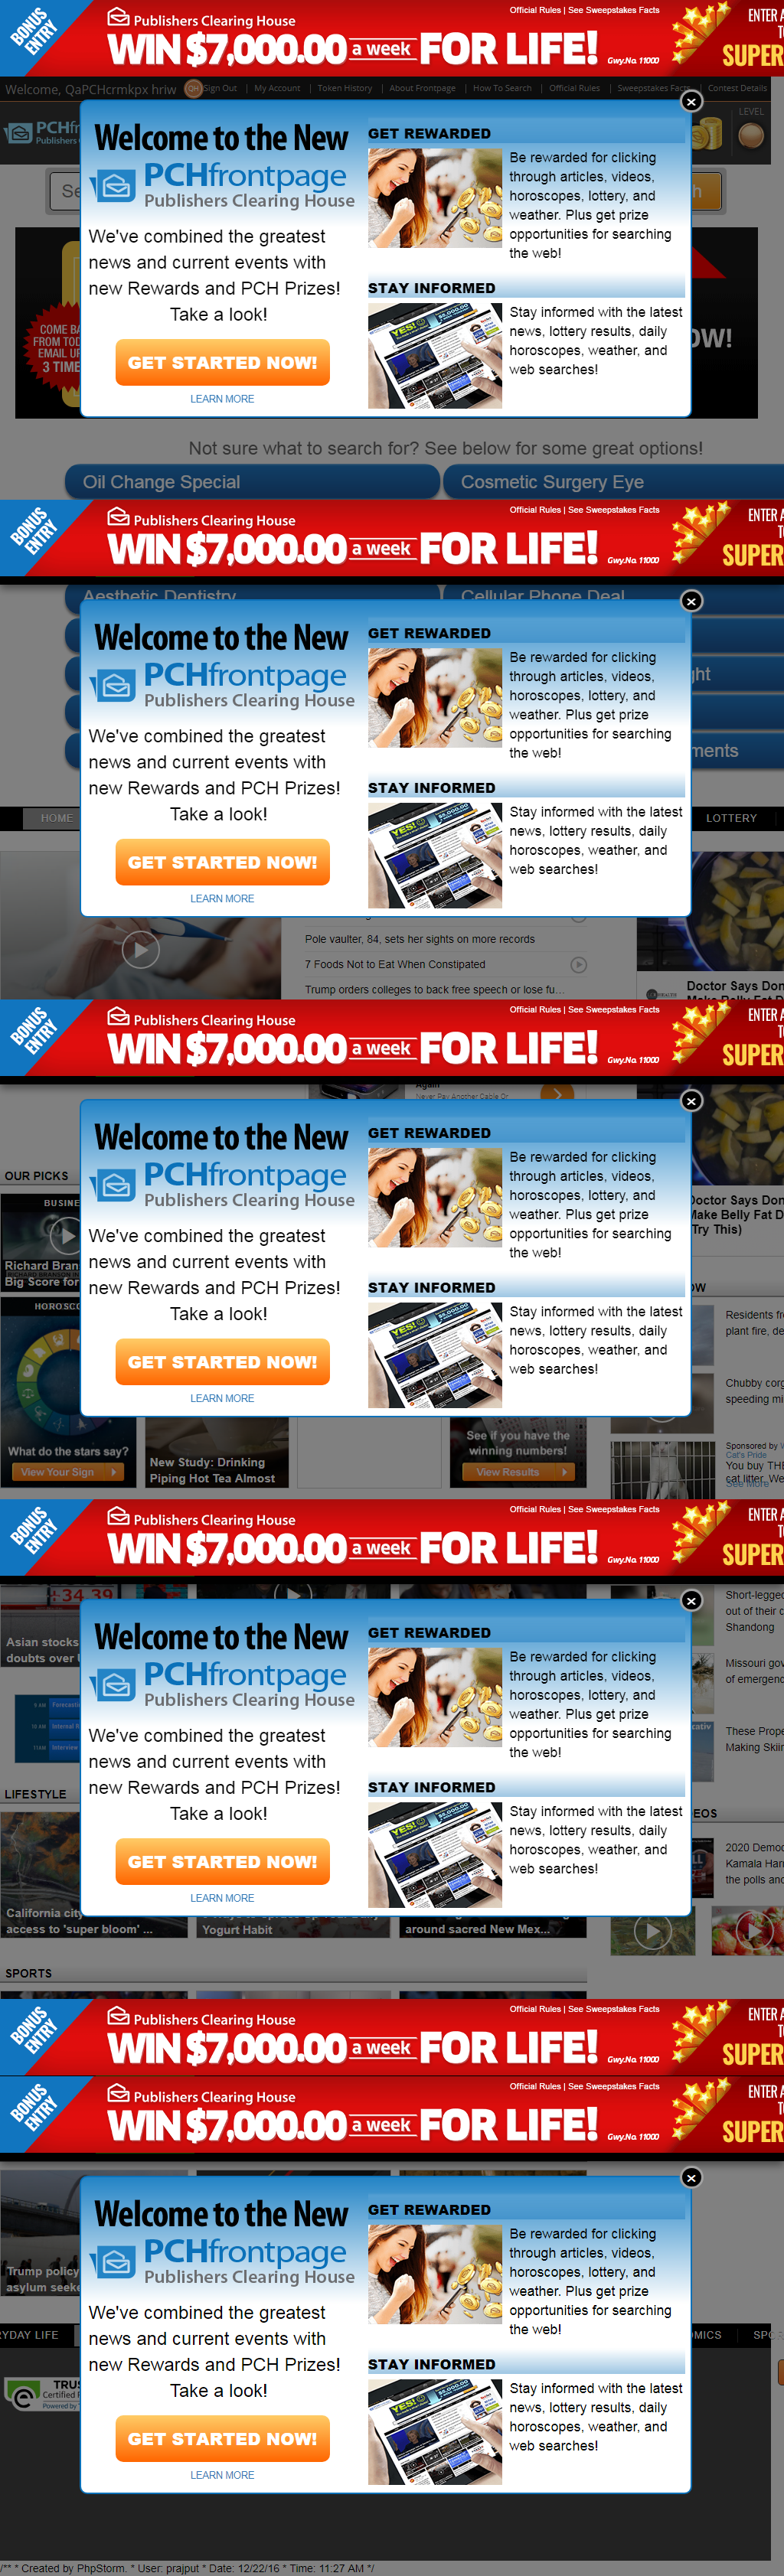 BONUS ENTRY
Publishers Clearing House
Official Rules | See Sweepstakes Facts
WIN $7,000.00 a week FOR LIFE!
Gwy.No. 11000
ENTER
SUPER
Welcome, QaPCHcrmkpx hriw
QH
Sign Out | My Account | Token History | About Frontpage | How To Search | Official Rules | Sweepstakes Facts | Contest Details
LEVEL
Welcome to the New
PCHfrontpage
Publishers Clearing House
We've combined the greatest
news and current events with
new Rewards and PCH Prizes!
Take a look!
GET STARTED NOW!
LEARN MORE
GET REWARDED
Be rewarded for clicking
through articles, videos,
horoscopes, lottery, and
weather. Plus get prize
opportunities for searching
the web!
STAY INFORMED
Stay informed with the latest
news, lottery results, daily
horoscopes, weather, and
web searches!
COME
FROM
EMAIL
3
OW!
Not sure what to search for? See below for some great options!
Oil Change Special
Cosmetic Surgery Eye
BONUS ENTRY
Publishers Clearing House
Official Rules | See Sweepstakes Facts
WIN $7,000.00 a week FOR LIFE!
Gwy.No. 11000
ENTER
SUPER
Aesthetic Dentistry
Cellular Phone Deal
Welcome to the New
PCHfrontpage
Publishers Clearing House
We've combined the greatest
news and current events with
new Rewards and PCH Prizes!
Take a look!
GET STARTED NOW!
LEARN MORE
GET REWARDED
Be rewarded for clicking
through articles, videos,
horoscopes, lottery, and
weather. Plus get prize
opportunities for searching
the web!
STAY INFORMED
Stay informed with the latest
news, lottery results, daily
horoscopes, weather, and
web searches!
ght
ments
HOME
LOTTERY
Pole vaulter, 84, sets her sights on more records
7 Foods Not to Eat When Constipated
Trump orders colleges to back free speech or lose fu...
Doctor Says Don
BONUS ENTRY
Publishers Clearing House
Official Rules | See Sweepstakes Facts
WIN $7,000.00 a week FOR LIFE!
Gwy.No. 11000
ENTER
SUPER
Again
Never Pay Another Cable Or
Welcome to the New
PCHfrontpage
Publishers Clearing House
We've combined the greatest
news and current events with
new Rewards and PCH Prizes!
Take a look!
GET STARTED NOW!
LEARN MORE
GET REWARDED
Be rewarded for clicking
through articles, videos,
horoscopes, lottery, and
weather. Plus get prize
opportunities for searching
the web!
STAY INFORMED
Stay informed with the latest
news, lottery results, daily
horoscopes, weather, and
web searches!
OUR PICKS
BUSINE
Richard Bran
Big Score for
HOROSC
Doctor Says Don
Make Belly Fat D
Try This)
OW
Residents fr
plant fire, de
Chubby corg
speeding mi
What do the stars say?
View Your Sign
New Study: Drinking
Piping Hot Tea Almost
See if you have the
winning numbers!
View Results
Sponsored by
Cat's Pride
You buy THE
cat litter. We
See More
BONUS ENTRY
Publishers Clearing House
Official Rules | See Sweepstakes Facts
WIN $7,000.00 a week FOR LIFE!
Gwy.No. 11000
ENTER
SUPER
34.39
Asian stocks
doubts over
Welcome to the New
PCHfrontpage
Publishers Clearing House
We've combined the greatest
news and current events with
new Rewards and PCH Prizes!
Take a look!
GET STARTED NOW!
LEARN MORE
GET REWARDED
Be rewarded for clicking
through articles, videos,
horoscopes, lottery, and
weather. Plus get prize
opportunities for searching
the web!
STAY INFORMED
Stay informed with the latest
news, lottery results, daily
horoscopes, weather, and
web searches!
Short-legged
out of their c
Shandong
Missouri gov
of emergenc
These Prope
Making Skiin
LIFESTYLE
EOS
2020 Democ
Kamala Harr
the polls and
California city
access to 'super bloom' ...
Yogurt Habit
around sacred New Mex...
SPORTS
BONUS ENTRY
Publishers Clearing House
Official Rules | See Sweepstakes Facts
WIN $7,000.00 a week FOR LIFE!
Gwy.No. 11000
ENTER
SUPER
BONUS ENTRY
Publishers Clearing House
Official Rules | See Sweepstakes Facts
WIN $7,000.00 a week FOR LIFE!
Gwy.No. 11000
ENTER
SUPER
Welcome to the New
PCHfrontpage
Publishers Clearing House
We've combined the greatest
news and current events with
new Rewards and PCH Prizes!
Take a look!
GET STARTED NOW!
LEARN MORE
GET REWARDED
Be rewarded for clicking
through articles, videos,
horoscopes, lottery, and
weather. Plus get prize
opportunities for searching
the web!
STAY INFORMED
Stay informed with the latest
news, lottery results, daily
horoscopes, weather, and
web searches!
Trump policy
asylum seeke
RYDAY LIFE
OMICS
SPO
TRUS
Certified
Powered by
/** * Created by PhpStorm. * User: prajput * Date: 12/22/16 * Time: 11:27 AM */